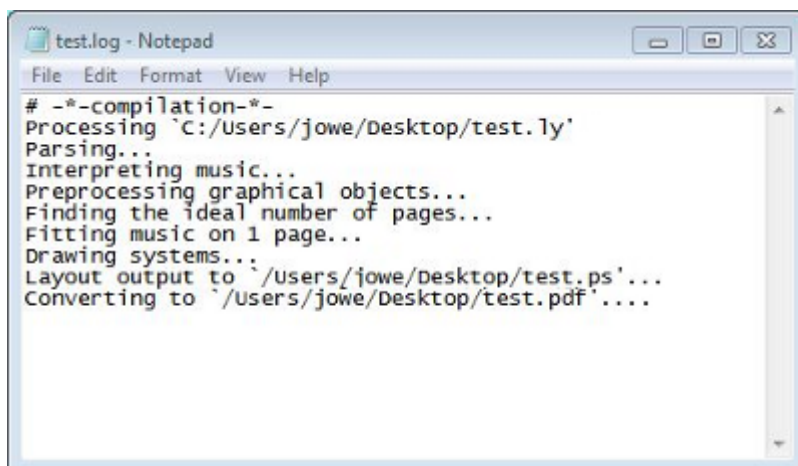 test.log - Notepad
File Edit Format View Help
# -*-compilation-*-
Processing `C:/Users/jowe/Desktop/test.ly'
Parsing...
Interpreting music...
Preprocessing graphical objects...
Finding the ideal number of pages...
Fitting music on 1 page...
Drawing systems...
Layout output to `/Users/jowe/Desktop/test.ps'...
Converting to `/Users/jowe/Desktop/test.pdf'....